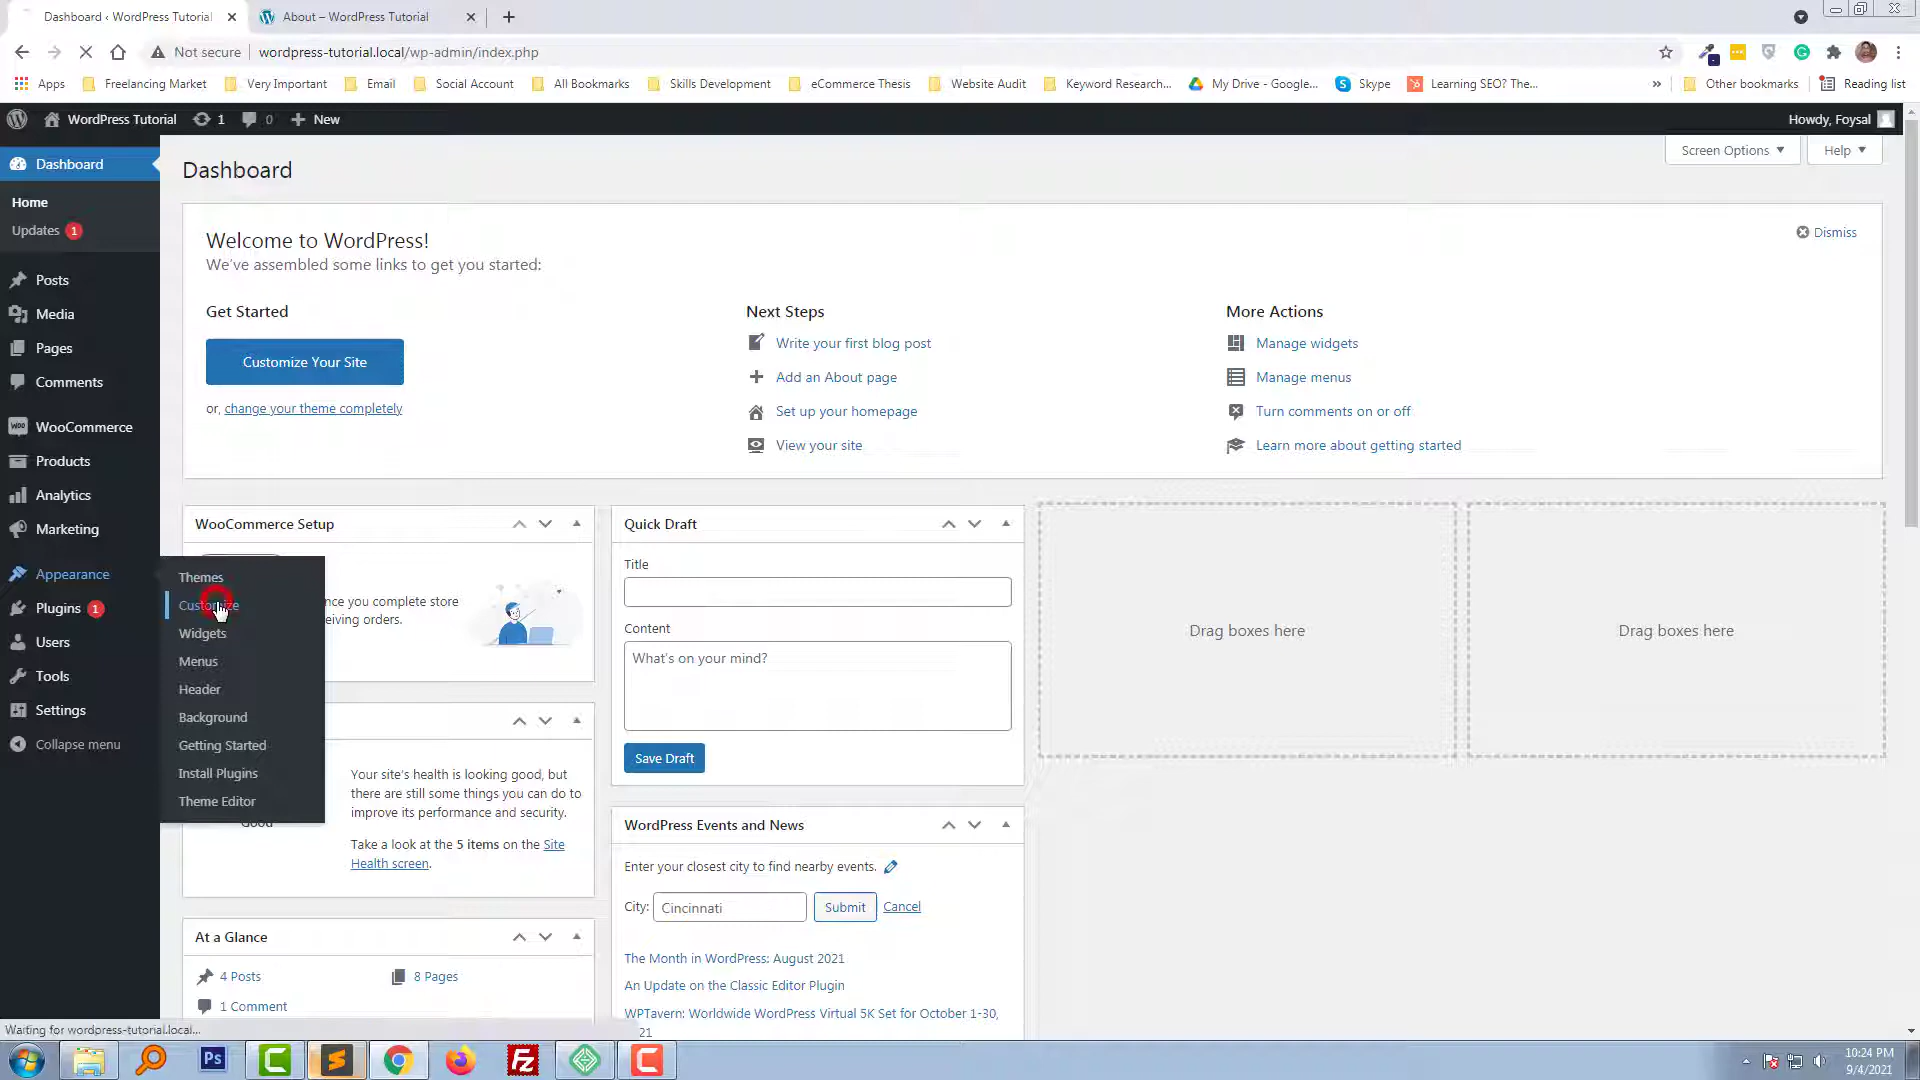 Dashboard ‹ WordPress Tutorial
About – WordPress Tutorial
Not secure
wordpress-tutorial.local/wp-admin/index.php
Apps
Freelancing Market
Very Important
Email
Social Account
All Bookmarks
Skills Development
eCommerce Thesis
Website Audit
Keyword Research...
My Drive - Google...
Skype
Learning SEO? The...
»
Other bookmarks
Reading list
WordPress Tutorial
1
0
New
Howdy, Foysal
Dashboard
Home
Updates 1
Posts
Media
Pages
Comments
WooCommerce
Products
Analytics
Marketing
Appearance
Plugins 1
Users
Tools
Settings
Collapse menu
Themes
Customize
Widgets
Menus
Header
Background
Getting Started
Install Plugins
Theme Editor
Dashboard
Screen Options
Help
Welcome to WordPress!
We've assembled some links to get you started:
Dismiss
Get Started
Customize Your Site
or, change your theme completely
Next Steps
Write your first blog post
Add an About page
Set up your homepage
View your site
More Actions
Manage widgets
Manage menus
Turn comments on or off
Learn more about getting started
WooCommerce Setup
nce you complete store
eiving orders.
Good
Your site's health is looking good, but
there are still some things you can do to
improve its performance and security.
Take a look at the 5 items on the Site
Health screen.
At a Glance
4 Posts
8 Pages
1 Comment
Quick Draft
Title
Content
What's on your mind?
Save Draft
WordPress Events and News
Enter your closest city to find nearby events.
City: Cincinnati
Submit
Cancel
The Month in WordPress: August 2021
An Update on the Classic Editor Plugin
WPTavern: Worldwide WordPress Virtual 5K Set for October 1-30,
021
Drag boxes here
Drag boxes here
Waiting for wordpress-tutorial.local...
Ps
Fz
10:24 PM
9/4/2021